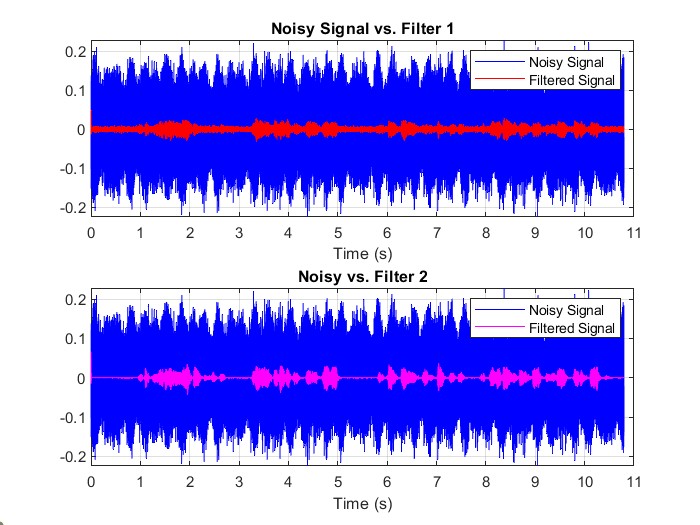 Noisy Signal vs. Filter 1
0.2
0.1
0
-0.1
-0.2
Noisy Signal
Filtered Signal
0 1 2 3 4 5 6 7 8 9 10 11
Time (s)
Noisy vs. Filter 2
0.2
0.1
0
-0.1
-0.2
Noisy Signal
Filtered Signal
0 1 2 3 4 5 6 7 8 9 10 11
Time (s)